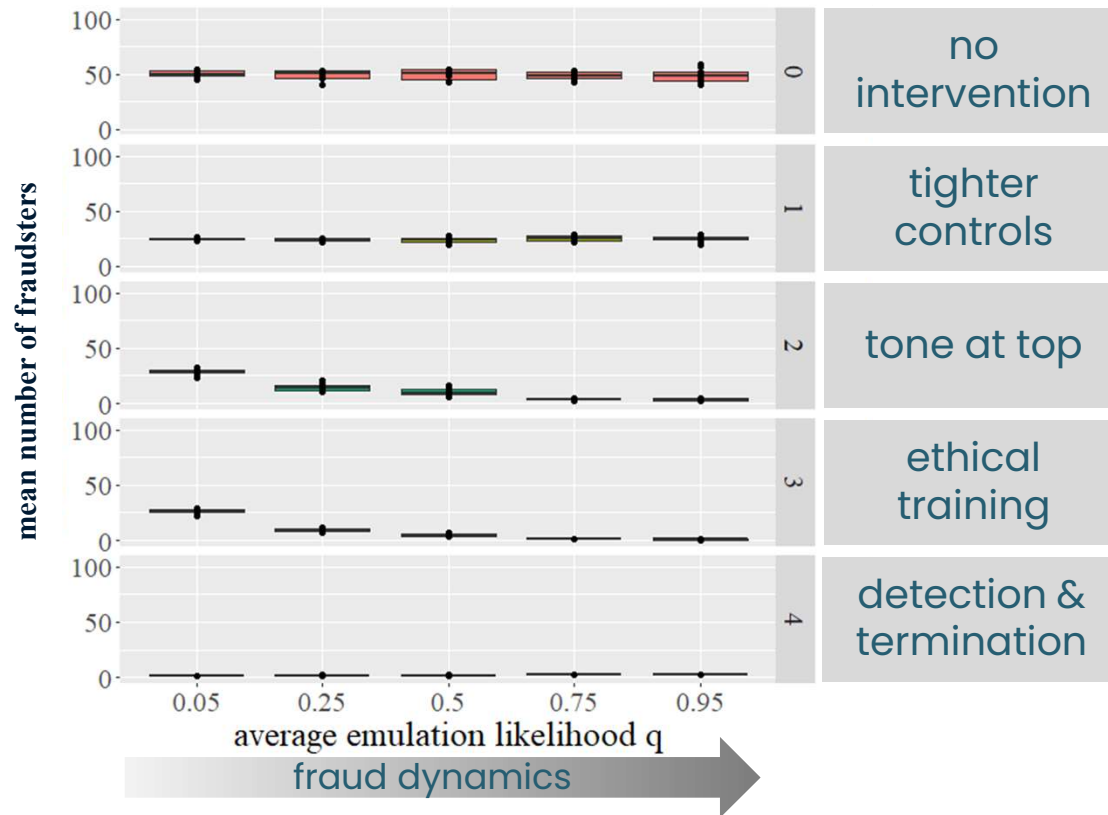 mean number of fraudsters
100
50
0
0
no
intervention
100
50
0
1
tighter
controls
100
50
0
2
tone at top
100
50
0
3
ethical
training
100
50
0
4
detection &
termination
0.05 0.25 0.5 0.75 0.95
average emulation likelihood q
fraud dynamics